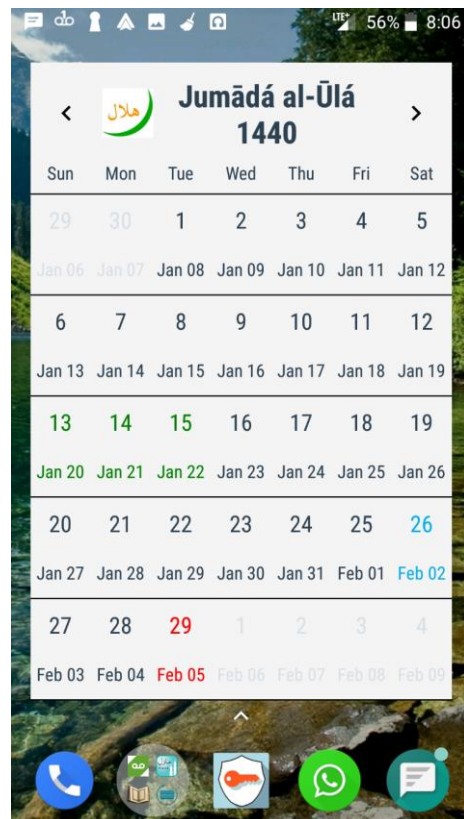 LTE+ 56% 8:06
هلال
Jumādá al-Ūlá
1440
Sun Mon Tue Wed Thu Fri Sat
29 30 1 2 3 4 5
Jan 06 Jan 07 Jan 08 Jan 09 Jan 10 Jan 11 Jan 12
6 7 8 9 10 11 12
Jan 13 Jan 14 Jan 15 Jan 16 Jan 17 Jan 18 Jan 19
13 14 15 16 17 18 19
Jan 20 Jan 21 Jan 22 Jan 23 Jan 24 Jan 25 Jan 26
20 21 22 23 24 25 26
Jan 27 Jan 28 Jan 29 Jan 30 Jan 31 Feb 01 Feb 02
27 28 29 1 2 3 4
Feb 03 Feb 04 Feb 05 Feb 06 Feb 07 Feb 08 Feb 09